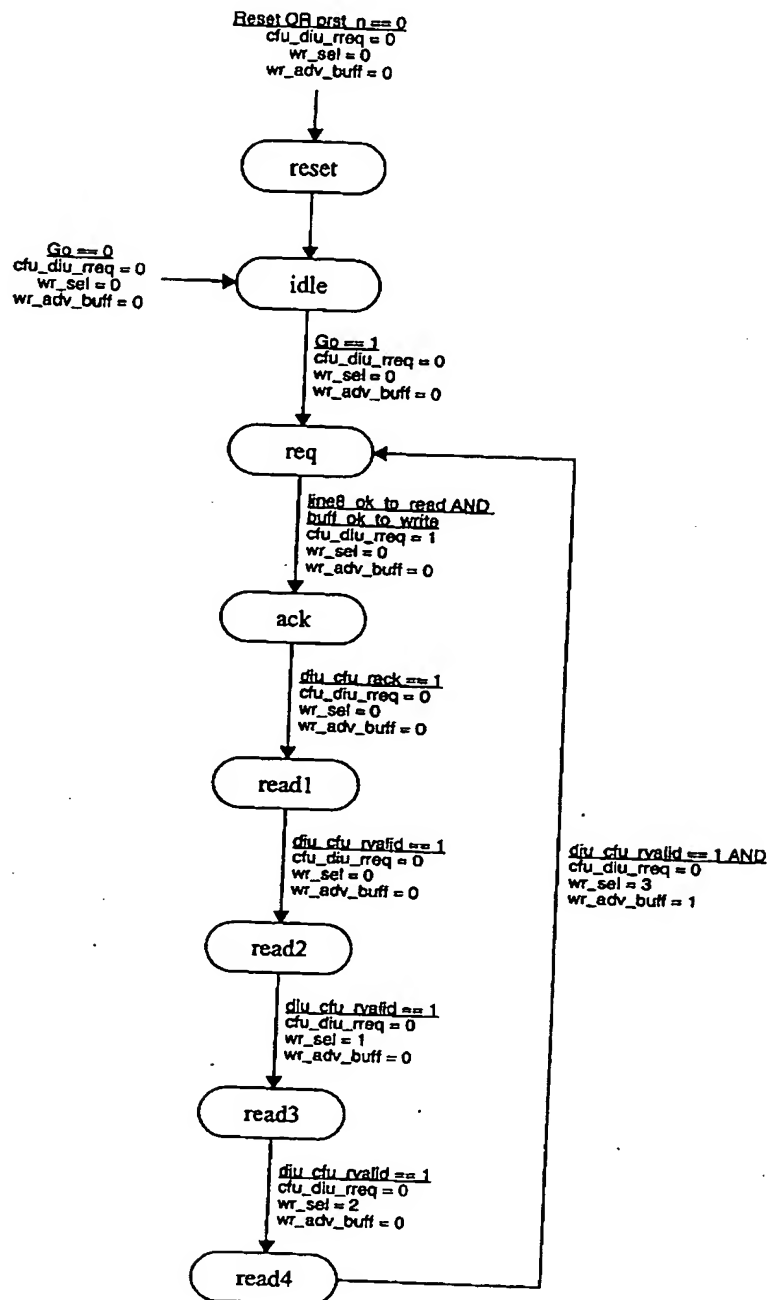 Reset OR prst_n == 0
cfu_diu_rreq = 0
wr_sel = 0
wr_adv_buff = 0
reset
Go == 0
cfu_diu_rreq = 0
wr_sel = 0
wr_adv_buff = 0
idle
Go == 1
cfu_diu_rreq = 0
wr_sel = 0
wr_adv_buff = 0
req
line8_ok_to_read AND
buff_ok_to_write
cfu_diu_rreq = 1
wr_sel = 0
wr_adv_buff = 0
ack
diu_cfu_rack == 1
cfu_diu_rreq = 0
wr_sel = 0
wr_adv_buff = 0
read1
diu_cfu_rvalid == 1
cfu_diu_rreq = 0
wr_sel = 0
wr_adv_buff = 0
diu_cfu_rvalid == 1 AND
cfu_diu_rreq = 0
wr_sel = 3
wr_adv_buff = 1
read2
diu_cfu_rvalid == 1
cfu_diu_rreq = 0
wr_sel = 1
wr_adv_buff = 0
read3
diu_cfu_rvalid == 1
cfu_diu_rreq = 0
wr_sel = 2
wr_adv_buff = 0
read4